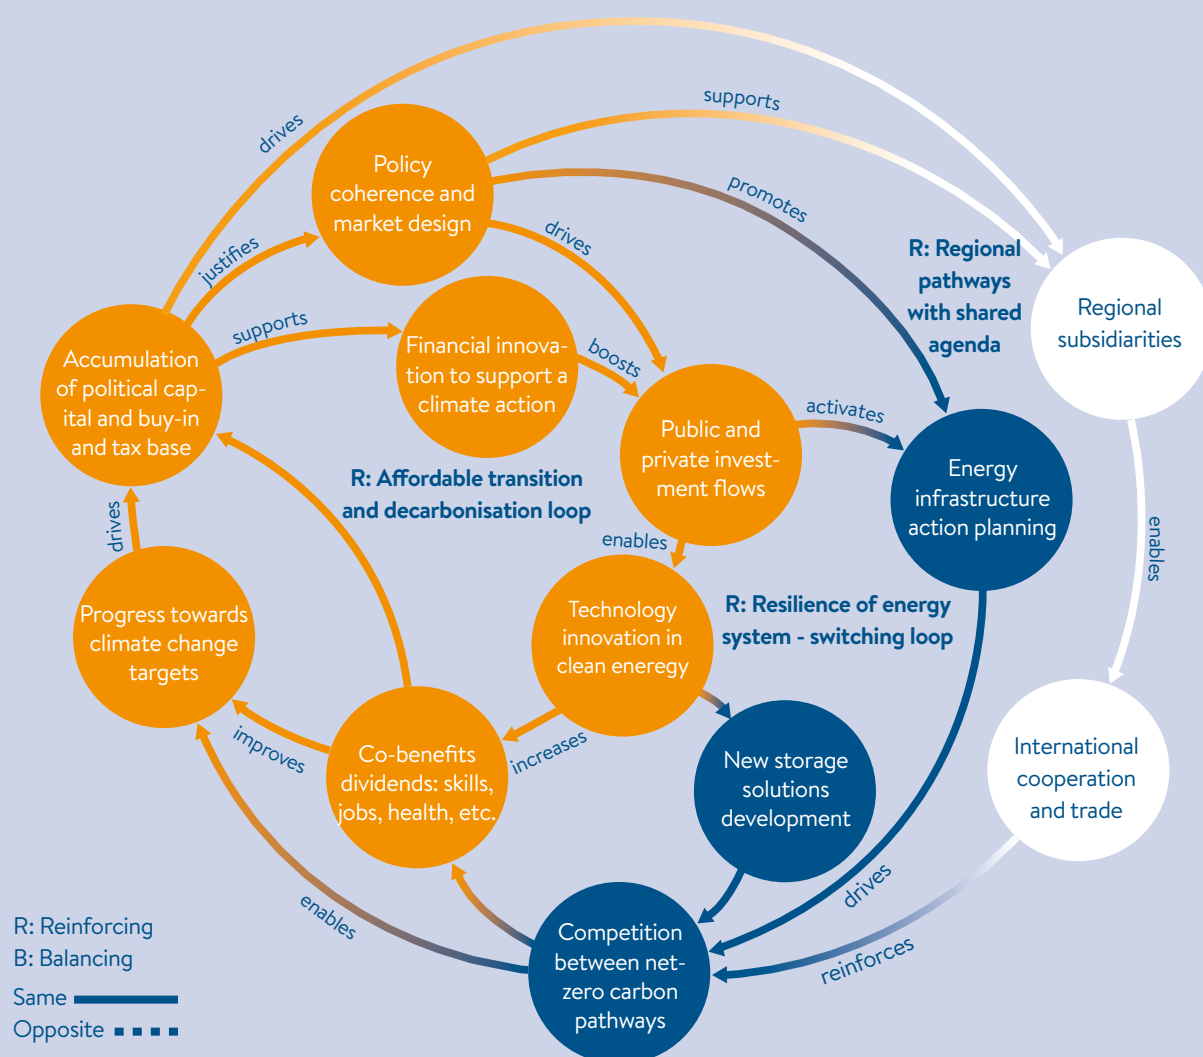 drives
supports
Policy
coherence and
market design
promotes
justifies
drives
R: Regional
pathways
with shared
agenda
Regional
subsidiarities
supports
Accumulation
of political cap-
ital and buy-in
and tax base
Financial innova-
tion to support a
climate action
boosts
activates
Public and
private invest-
ment flows
Energy
infrastructure
action planning
R: Affordable transition
and decarbonisation loop
drives
enables
enables
Progress towards
climate change
targets
Technology
innovation in
clean eneregy
R: Resilience of energy
system - switching loop
improves
Co-benefits
dividends: skills,
jobs, health, etc.
increases
New storage
solutions
development
International
cooperation
and trade
enables
drives
reinforces
Competition
between net-
zero carbon
pathways
R: Reinforcing
B: Balancing
Same
Opposite